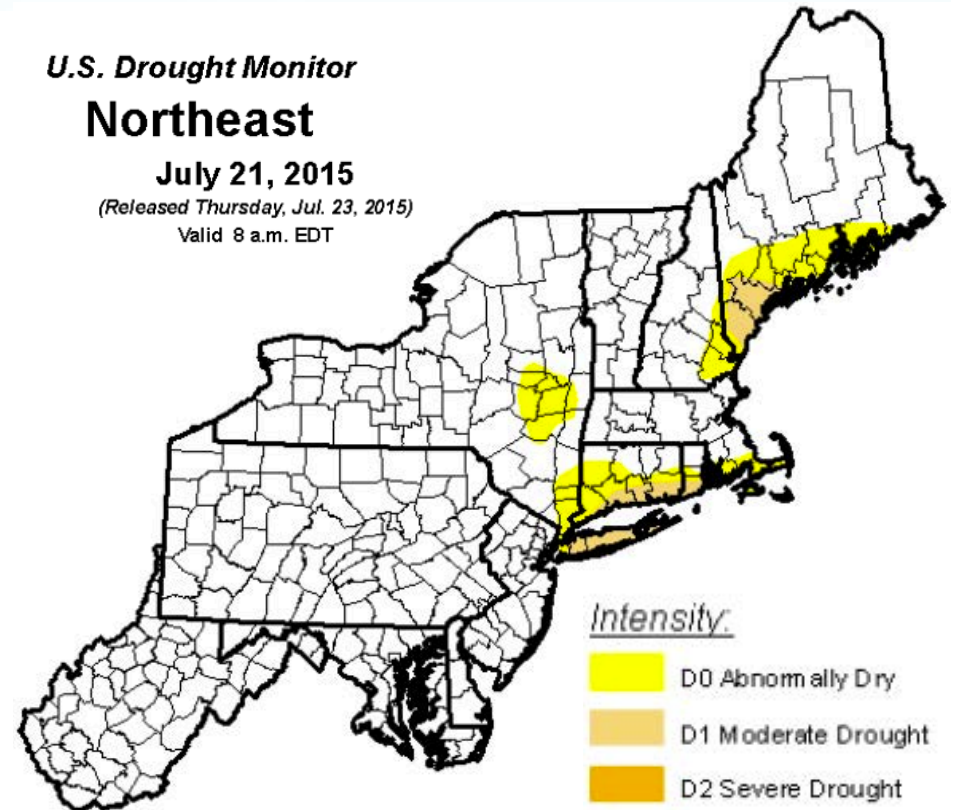 U.S. Drought Monitor
Northeast
July 21, 2015
(Released Thursday, Jul. 23, 2015)
Valid 8 a.m. EDT
Intensity:
D0 Abnormally Dry
D1 Moderate Drought
D2 Severe Drought